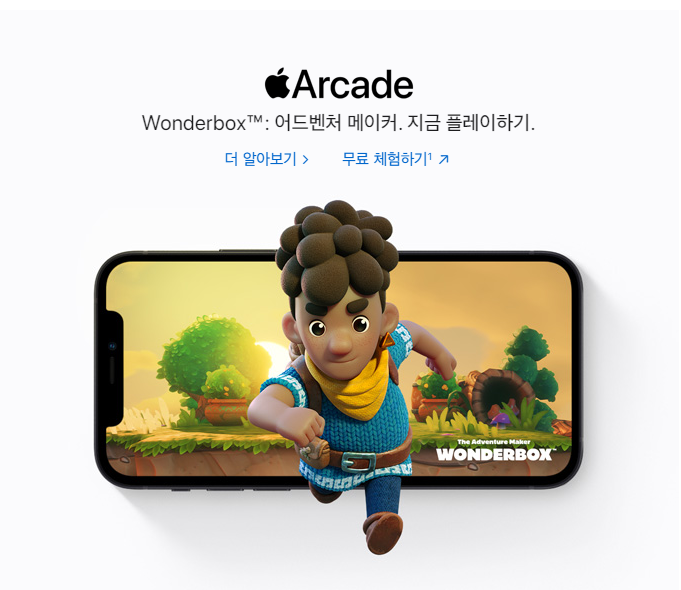 Arcade
Wonderbox™: 어드벤처 메이커. 지금 플레이하기.
더 알아보기 > 무료 체험하기¹ ↗
The Adventure Maker
WONDERBOX™